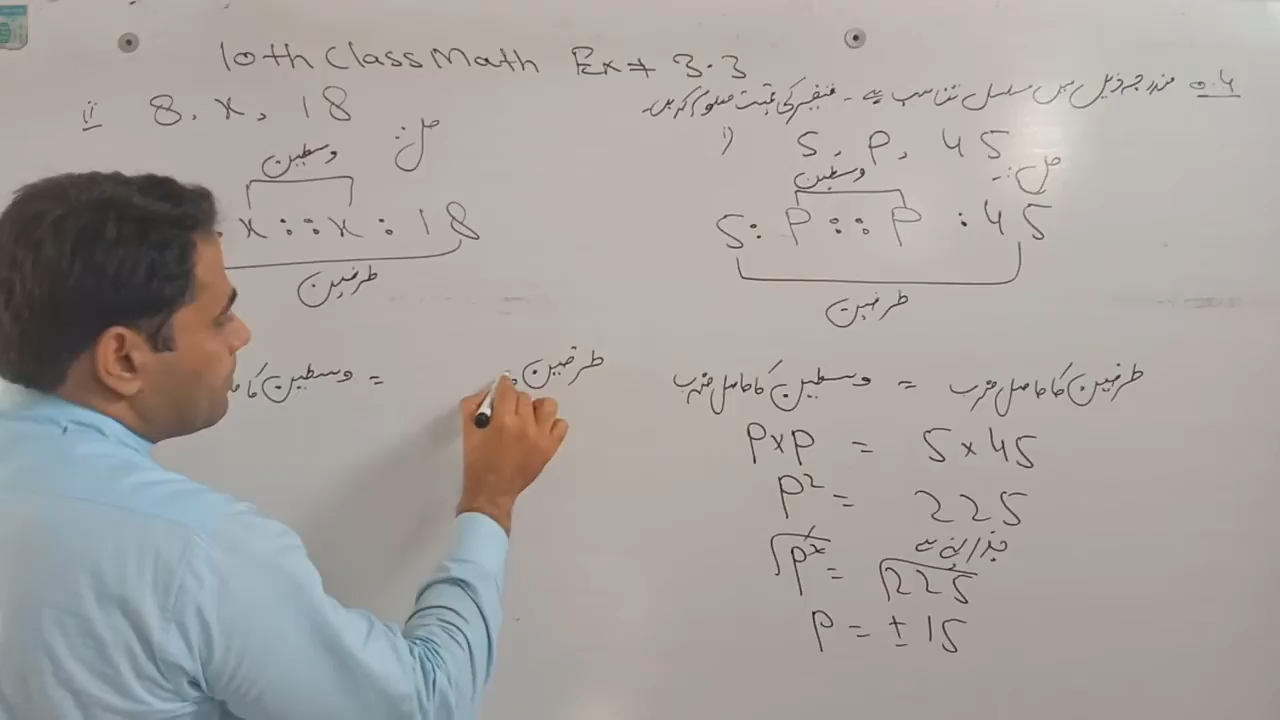 10th Class Math Ex # 3.3
Q.4 مندرجہ ذیل میں مسلسل تناسب ہے۔ متغیر کی قیمت معلوم کریں۔
i) 5, P, 45
حل:
وسطین
5 : P :: P : 45
طرفین
طرفین کا حاصل ضرب = وسطین کا حاصل ضرب
P×P = 5×45
P² = 225
جذر لینے سے
√P² = √225
P = ± 15
ii) 8, x, 18
حل:
وسطین
x :: x : 18
طرفین
طرفین = وسطین کا